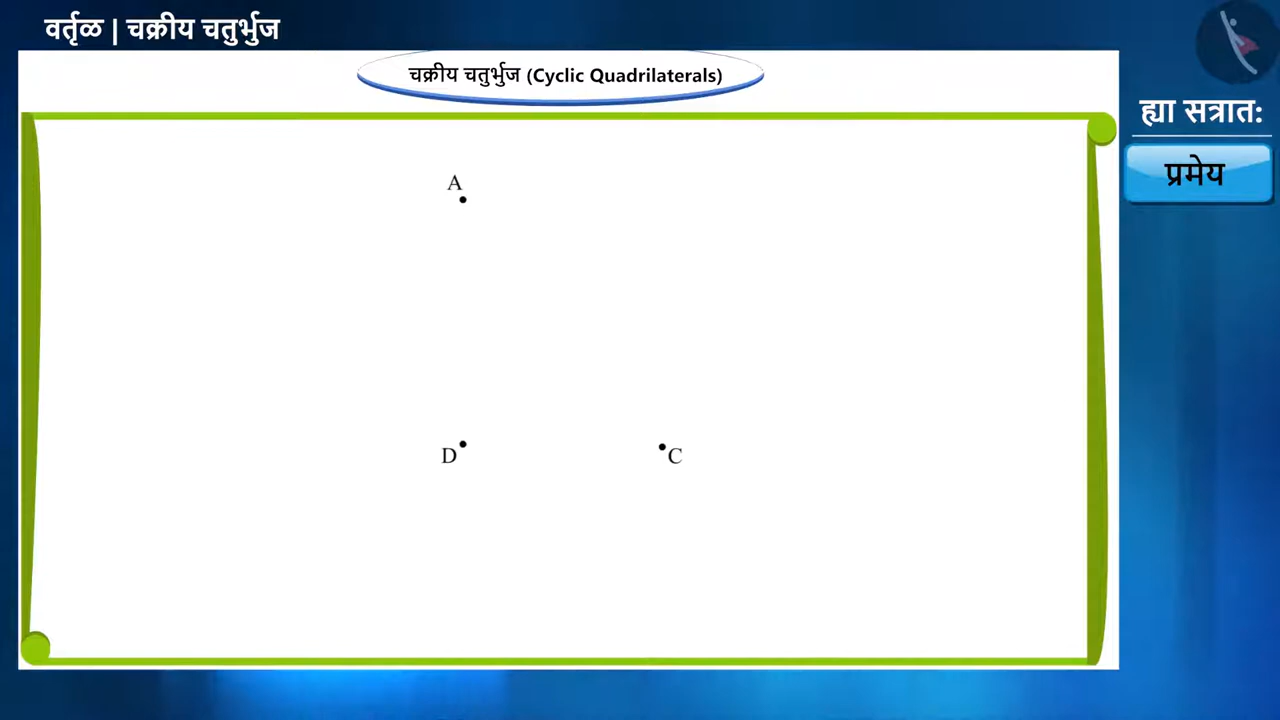 वर्तृळ | चक्रीय चतुर्भुज
चक्रीय चतुर्भुज (Cyclic Quadrilaterals)
ह्या सत्रात:
प्रमेय
A
D
C